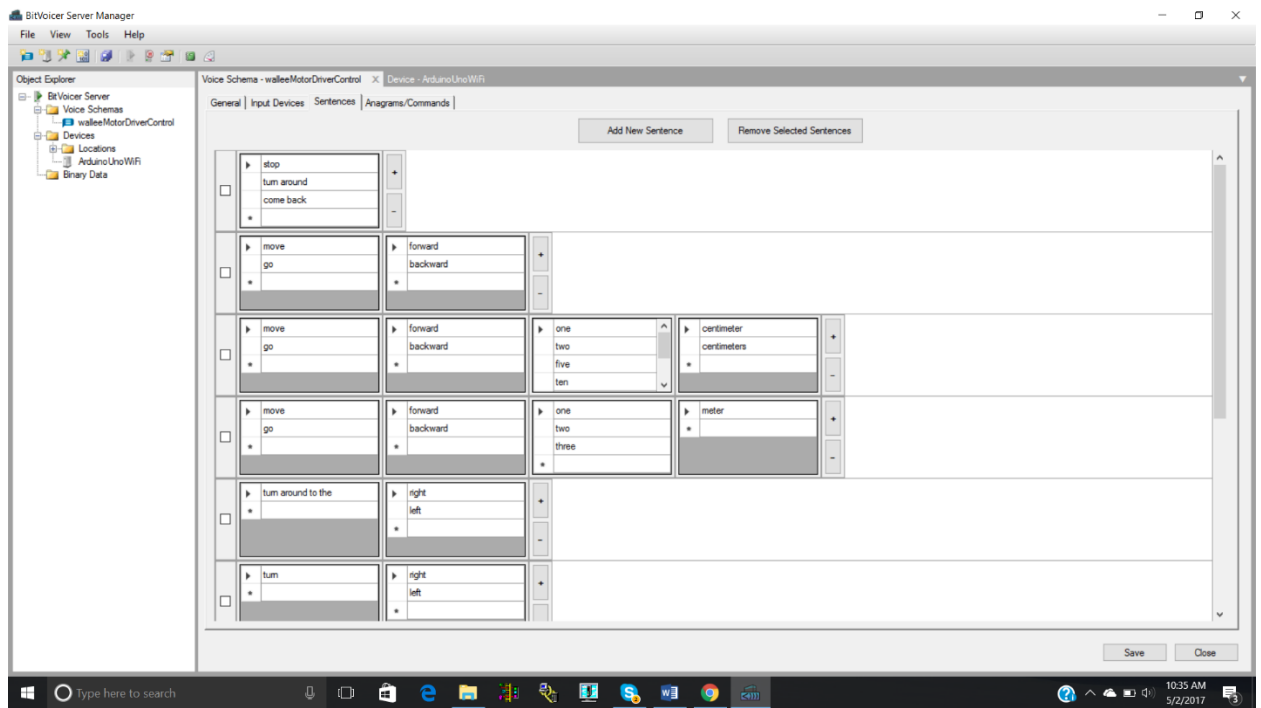 BitVoicer Server Manager
File View Tools Help
Object Explorer
BitVoicer Server
Voice Schemas
walleeMotorDriverControl
Devices
Locations
ArduinoUnoWiFi
Binary Data
Voice Schema - walleeMotorDriverControl X Device - ArduinoUnoWiFi
General Input Devices Sentences Anagrams/Commands
Add New Sentence Remove Selected Sentences
stop
turn around
come back
+
-
move forward
go backward
+
-
move forward one centimeter
go backward two centimeters
five
ten
+
-
move forward one meter
go backward two
three
+
-
turn around to the right
left
+
-
turn right
left
+
Save Close
Type here to search
10:35 AM
5/2/2017
3